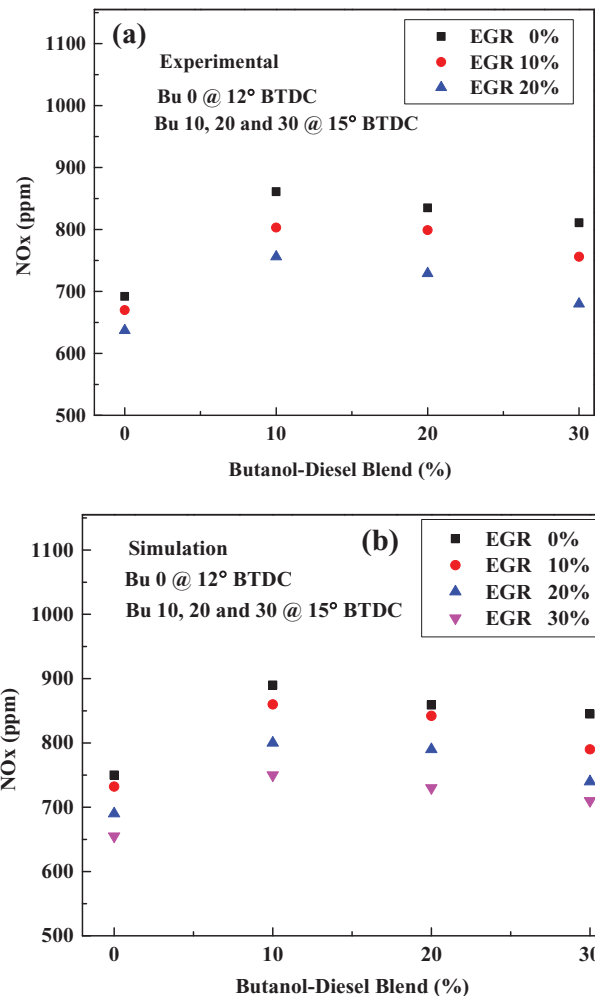 (a)
Experimental
Bu 0 @ 12° BTDC
Bu 10, 20 and 30 @ 15° BTDC
EGR 0%
EGR 10%
EGR 20%
1100
1000
900
800
700
600
500
NOx (ppm)
0 10 20 30
Butanol-Diesel Blend (%)
(b)
Simulation
Bu 0 @ 12° BTDC
Bu 10, 20 and 30 @ 15° BTDC
EGR 0%
EGR 10%
EGR 20%
EGR 30%
1100
1000
900
800
700
600
500
NOx (ppm)
0 10 20 30
Butanol-Diesel Blend (%)